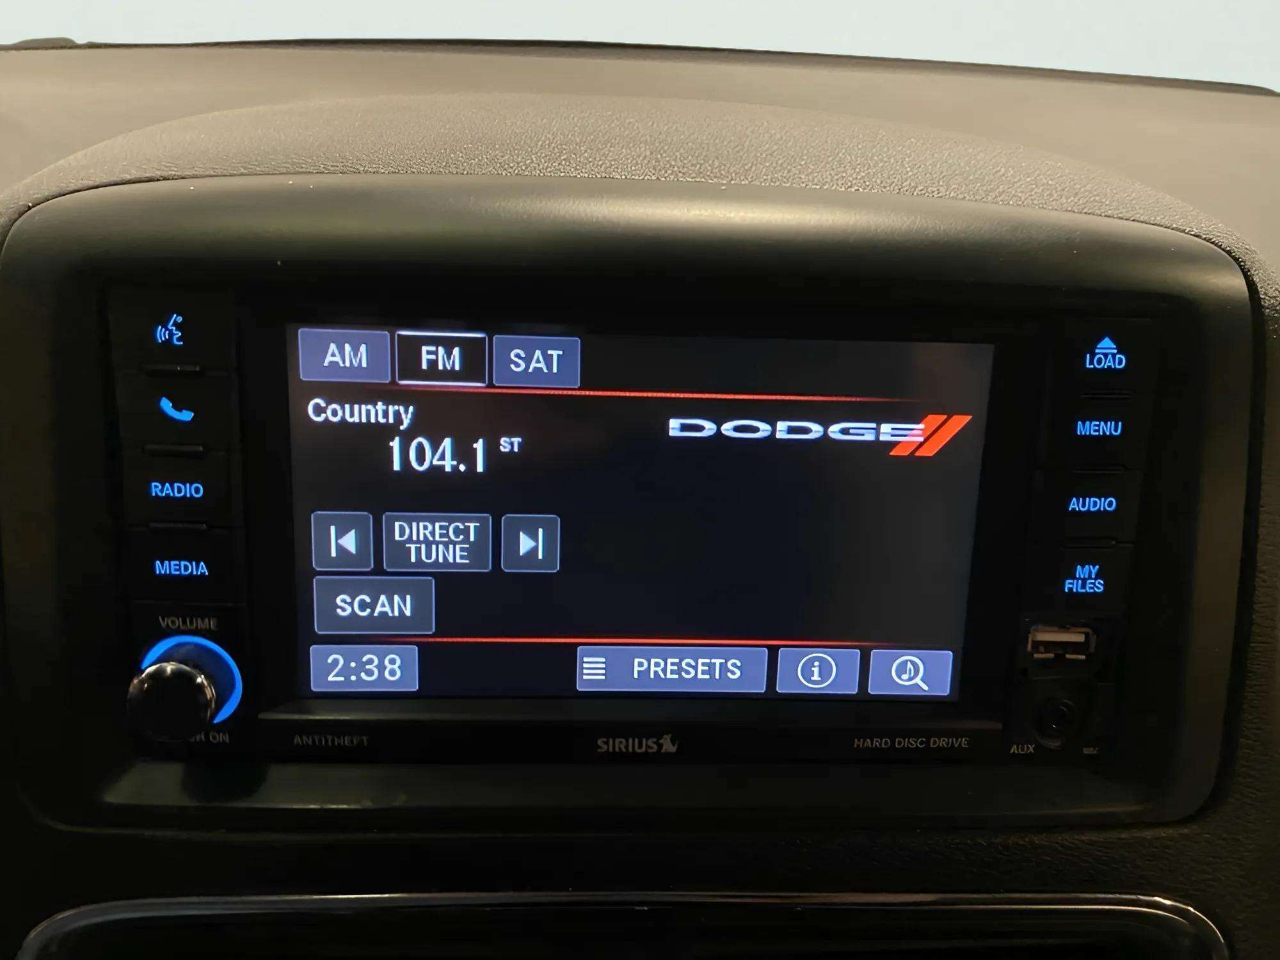 AM FM SAT
LOAD
Country
DODGE
MENU
104.1 ST
RADIO
AUDIO
DIRECT
TUNE
MEDIA
MY
FILES
SCAN
VOLUME
2:38
PRESETS
i
ON
ANTITHEFT
SIRIUS
HARD DISC DRIVE
AUX